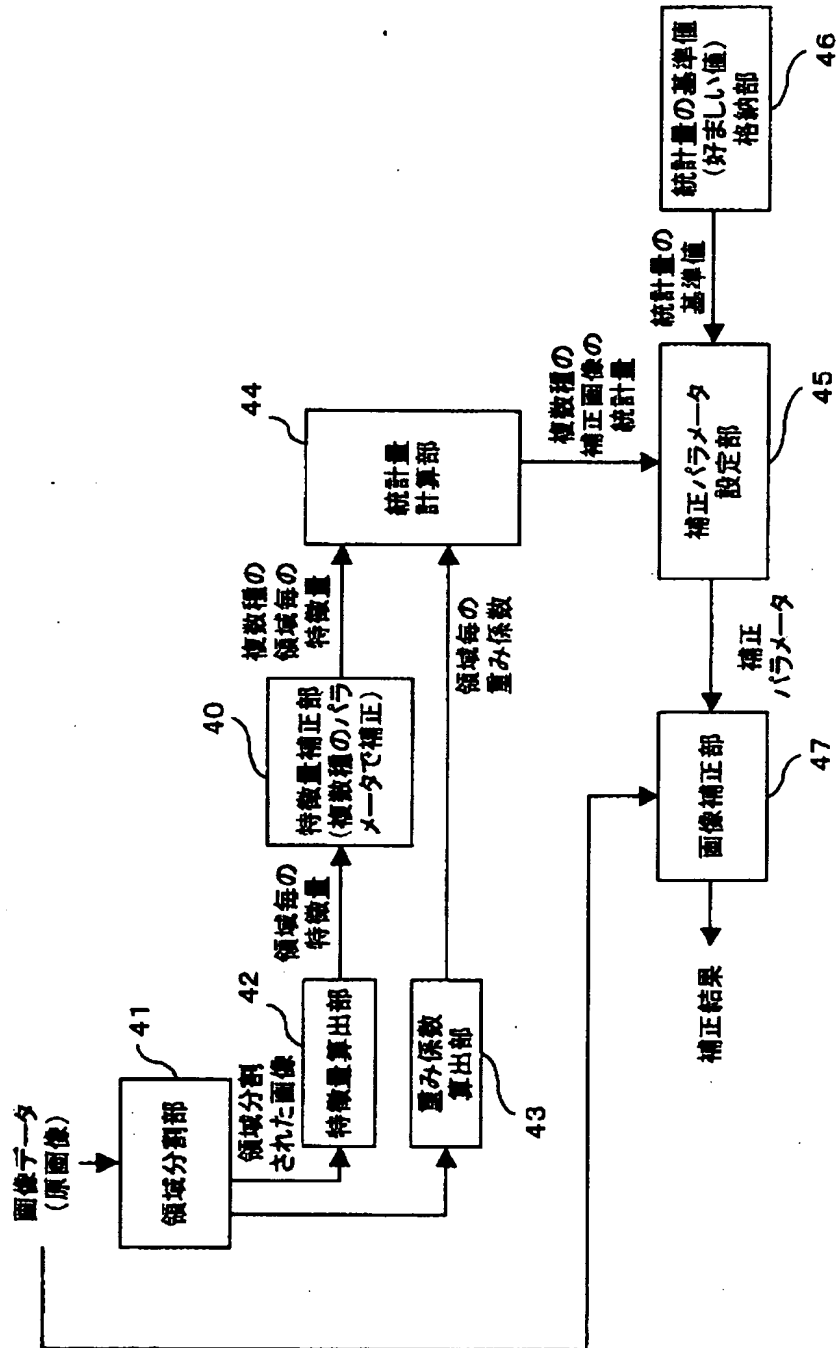 画像データ
(原画像)
41
領域分割部
領域分割
された画像
42
特徴量算出部
重み係数
算出部
43
領域毎の
特徴量
40
特徴量補正部
(複数種のパラ
メータで補正)
複数種の
領域毎の
特徴量
領域毎の
重み係数
44
統計量
計算部
複数種の
補正画像の
統計量
統計量の基準値
(好ましい値)
格納部
46
統計量の
基準値
補正パラメータ
設定部
45
補正
パラメータ
画像補正部
47
補正結果